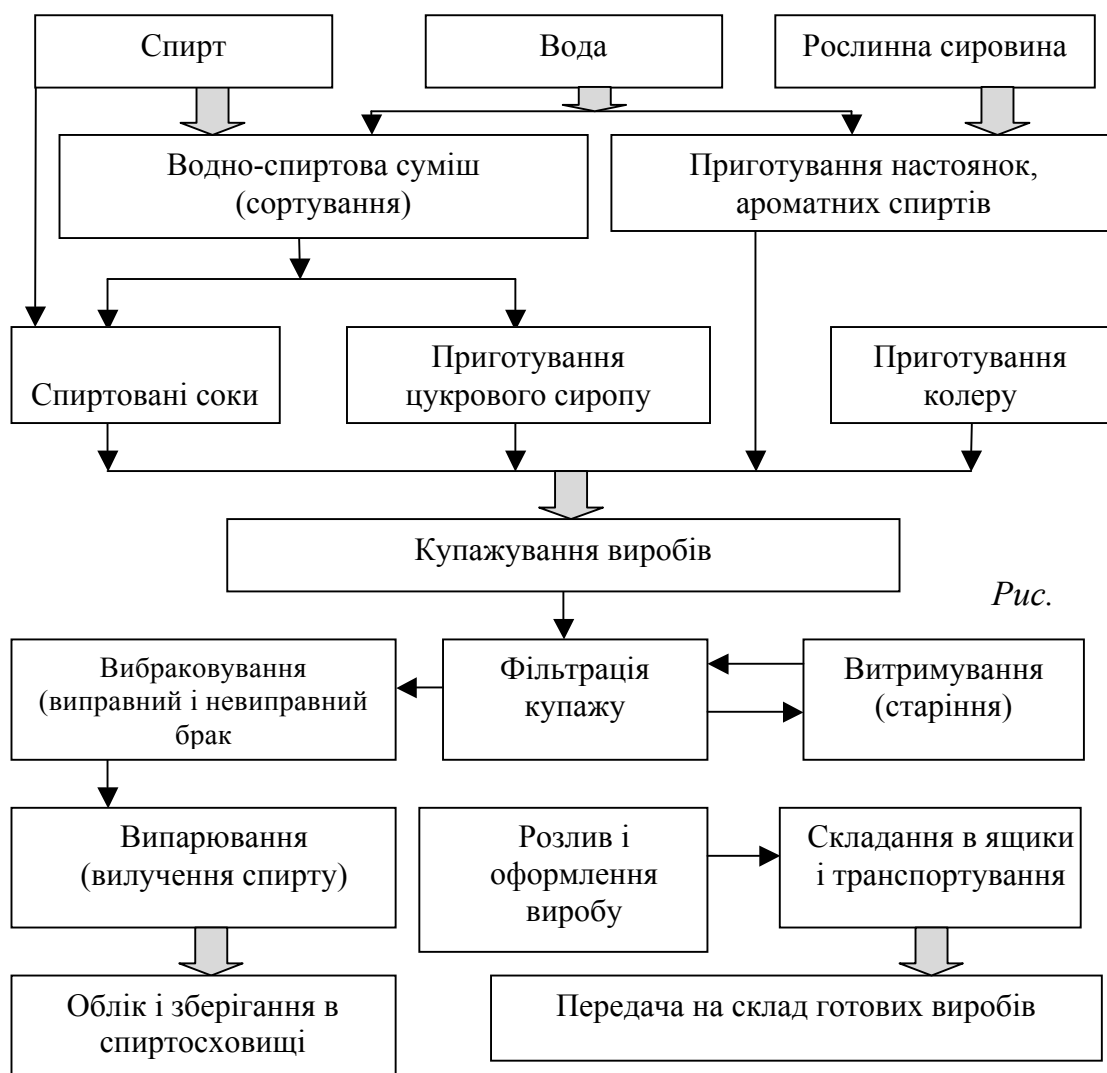 Спирт
Вода
Рослинна сировина
Водно-спиртова суміш
(сортування)
Приготування настоянок,
ароматних спиртів
Спиртовані соки
Приготування
цукрового сиропу
Приготування
колеру
Купажування виробів
Рис.
Вибраковування
(виправний і невиправний
брак
Фільтрація
купажу
Витримування
(старіння)
Випарювання
(вилучення спирту)
Розлив і
оформлення
виробу
Складання в ящики
і транспортування
Облік і зберігання в
спиртосховищі
Передача на склад готових виробів